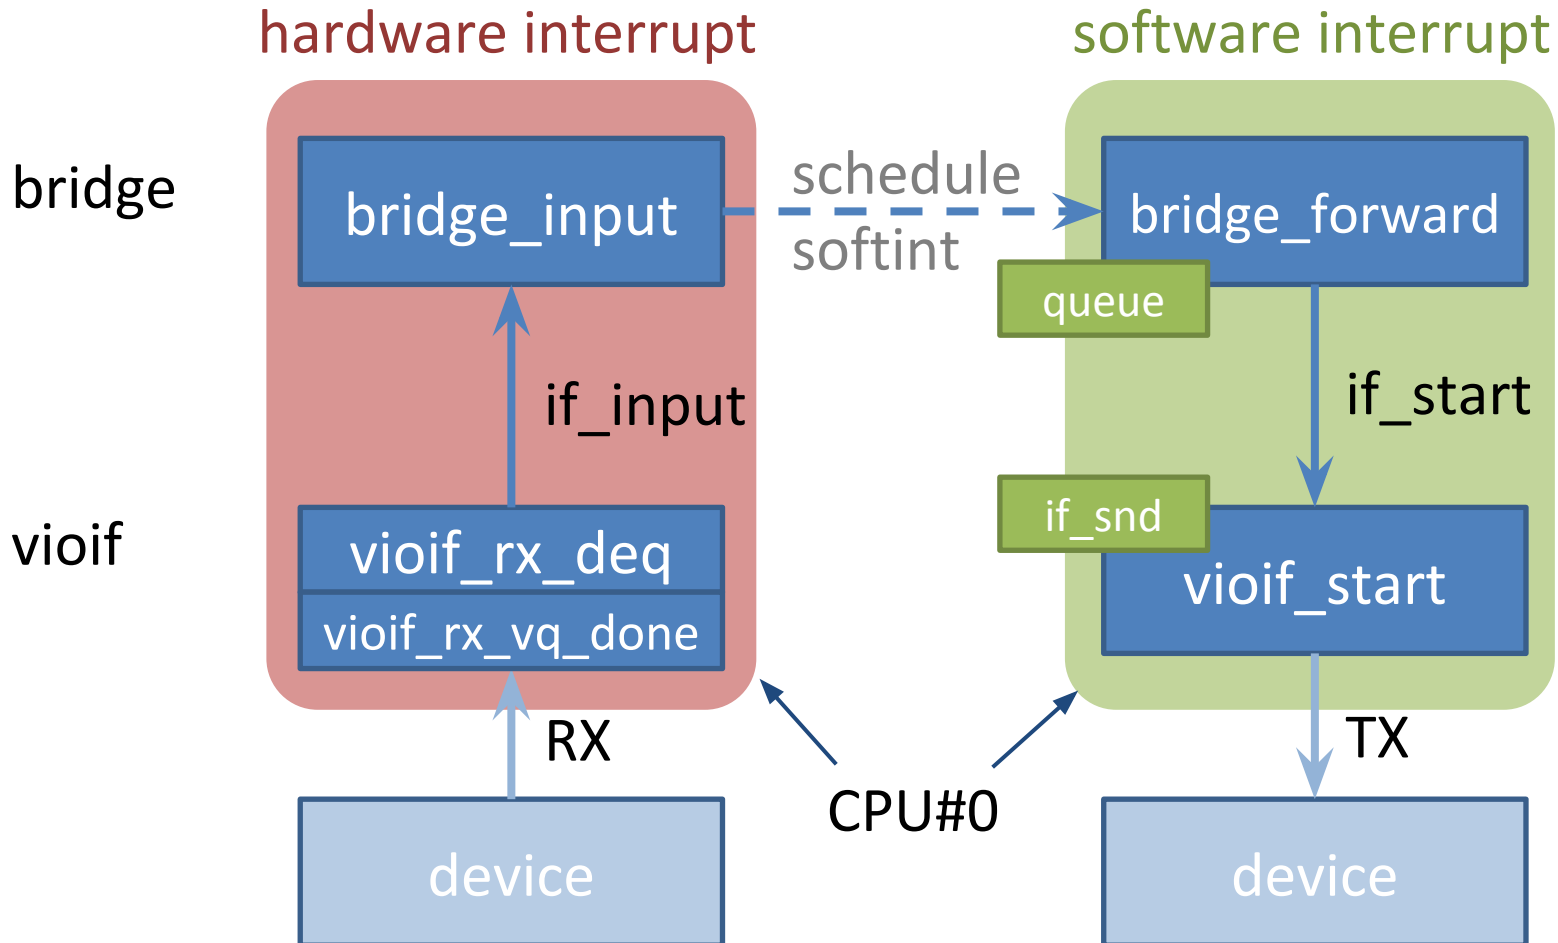 hardware interrupt
software interrupt
bridge
bridge_input
schedule
softint
bridge_forward
queue
if_input
if_start
vioif
vioif_rx_deq
vioif_rx_vq_done
if_snd
vioif_start
RX
TX
CPU#0
device
device